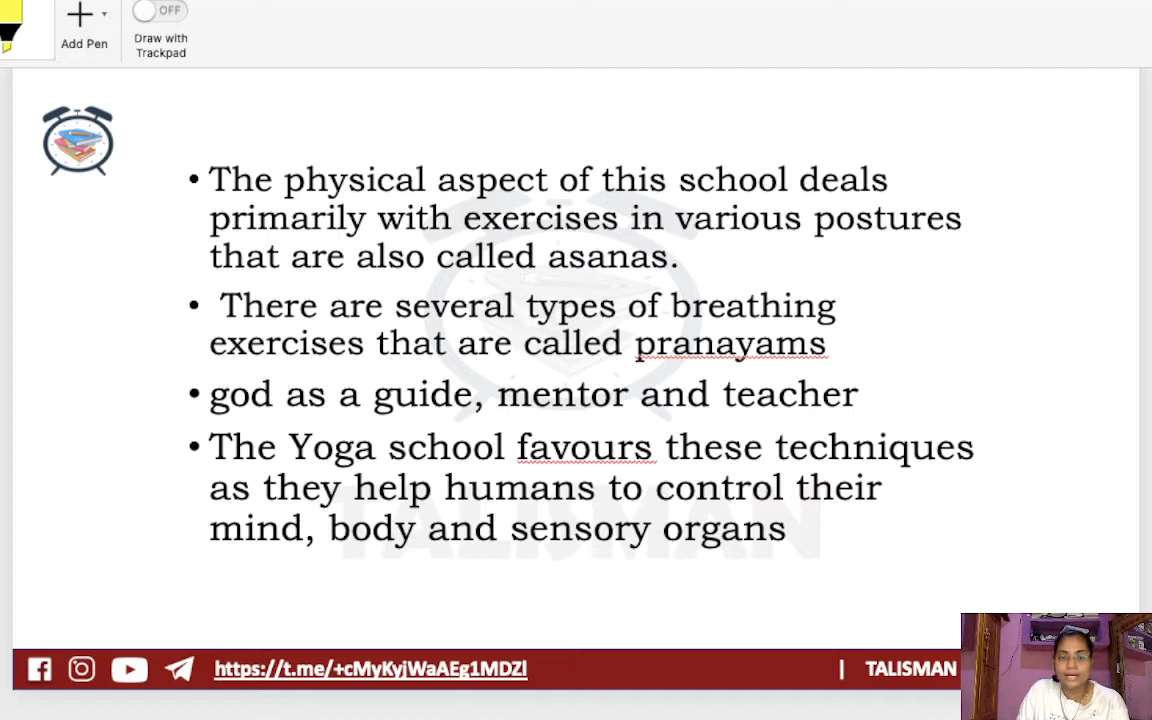 OFF
Add Pen
Draw with
Trackpad
• The physical aspect of this school deals
primarily with exercises in various postures
that are also called asanas.
• There are several types of breathing
exercises that are called pranayams
• god as a guide, mentor and teacher
• The Yoga school favours these techniques
as they help humans to control their
mind, body and sensory organs
TALISMAN
https://t.me/+cMyKyjWaAEg1MDZl
| TALISMAN